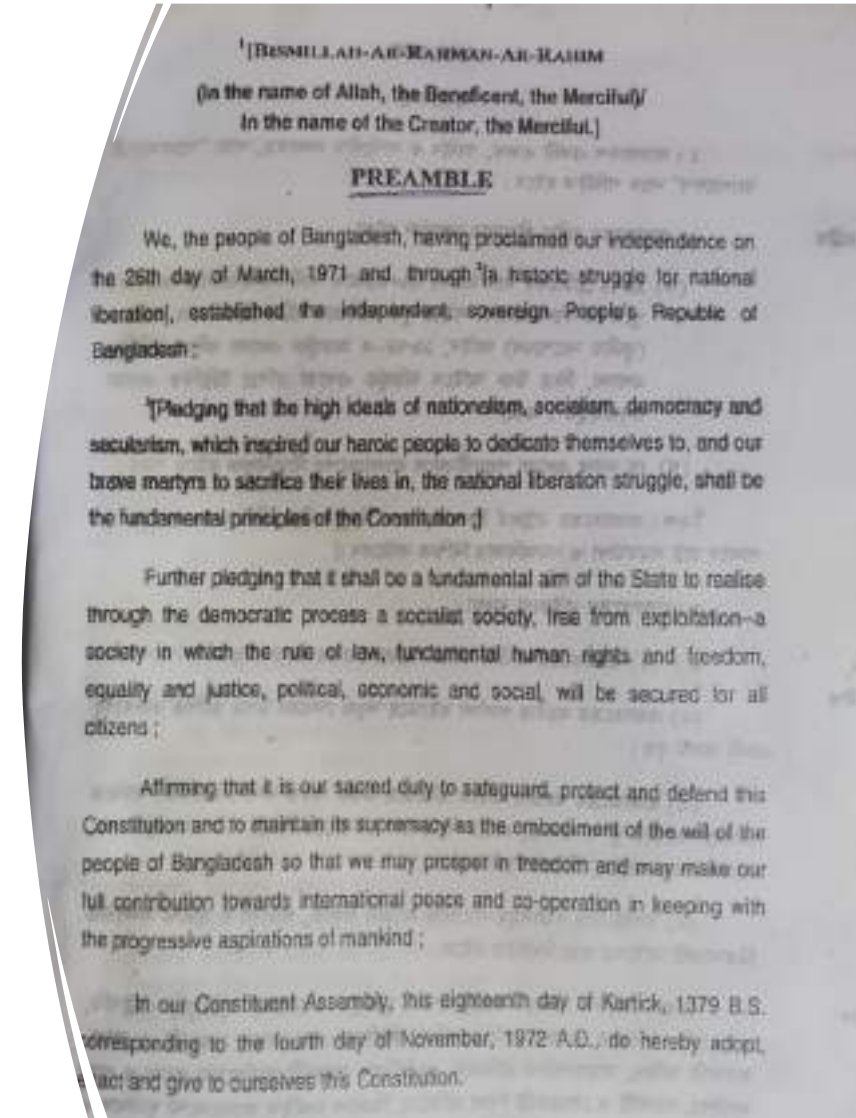 ¹[BISMILLAH-AR-RAHMAN-AR-RAHIM
(In the name of Allah, the Beneficent, the Merciful)/
In the name of the Creator, the Merciful.]
PREAMBLE
We, the people of Bangladesh, having proclaimed our independence on
the 26th day of March, 1971 and, through ²[a historic struggle for national
liberation], established the independent, sovereign People's Republic of
Bangladesh ;
³[Pledging that the high ideals of nationalism, socialism, democracy and
secularism, which inspired our heroic people to dedicate themselves to, and our
brave martyrs to sacrifice their lives in, the national liberation struggle, shall be
the fundamental principles of the Constitution ;]
Further pledging that it shall be a fundamental aim of the State to realise
through the democratic process a socialist society, free from exploitation--a
society in which the rule of law, fundamental human rights and freedom,
equality and justice, political, economic and social, will be secured for all
citizens ;
Affirming that it is our sacred duty to safeguard, protect and defend this
Constitution and to maintain its supremacy as the embodiment of the will of the
people of Bangladesh so that we may prosper in freedom and may make our
full contribution towards international peace and co-operation in keeping with
the progressive aspirations of mankind ;
In our Constituent Assembly, this eighteenth day of Kartick, 1379 B.S.
corresponding to the fourth day of November, 1972 A.D., do hereby adopt,
enact and give to ourselves this Constitution.